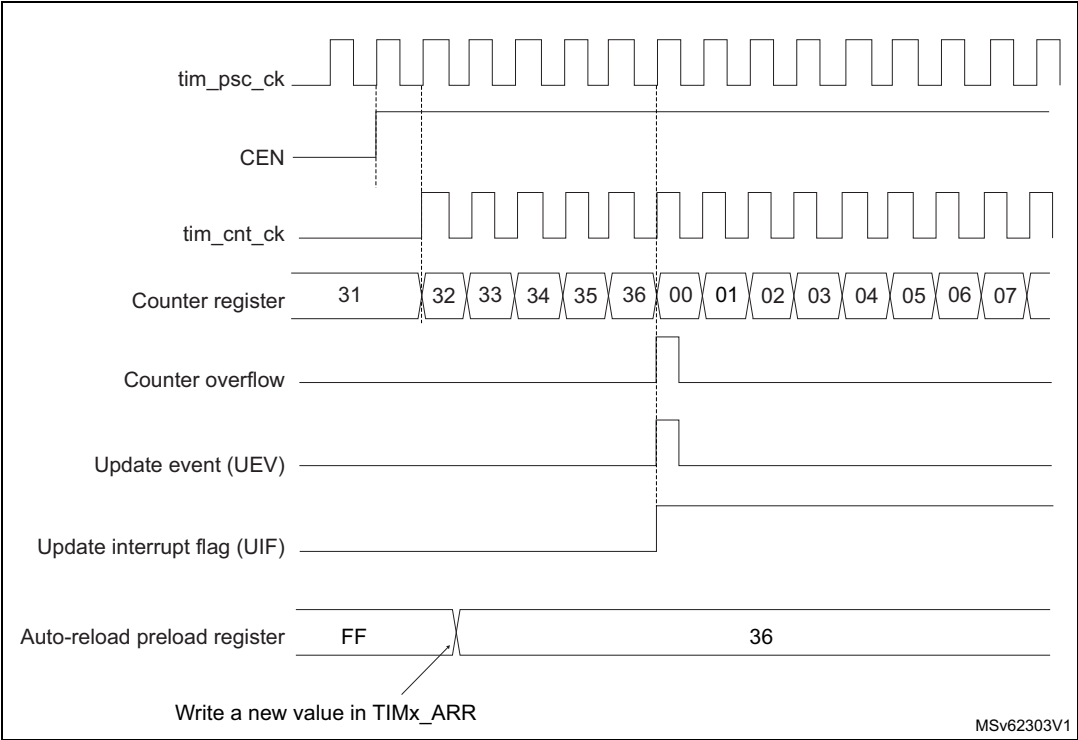 tim_psc_ck
CEN
tim_cnt_ck
Counter register 31 32 33 34 35 36 00 01 02 03 04 05 06 07
Counter overflow
Update event (UEV)
Update interrupt flag (UIF)
Auto-reload preload register FF 36
Write a new value in TIMx_ARR
MSv62303V1